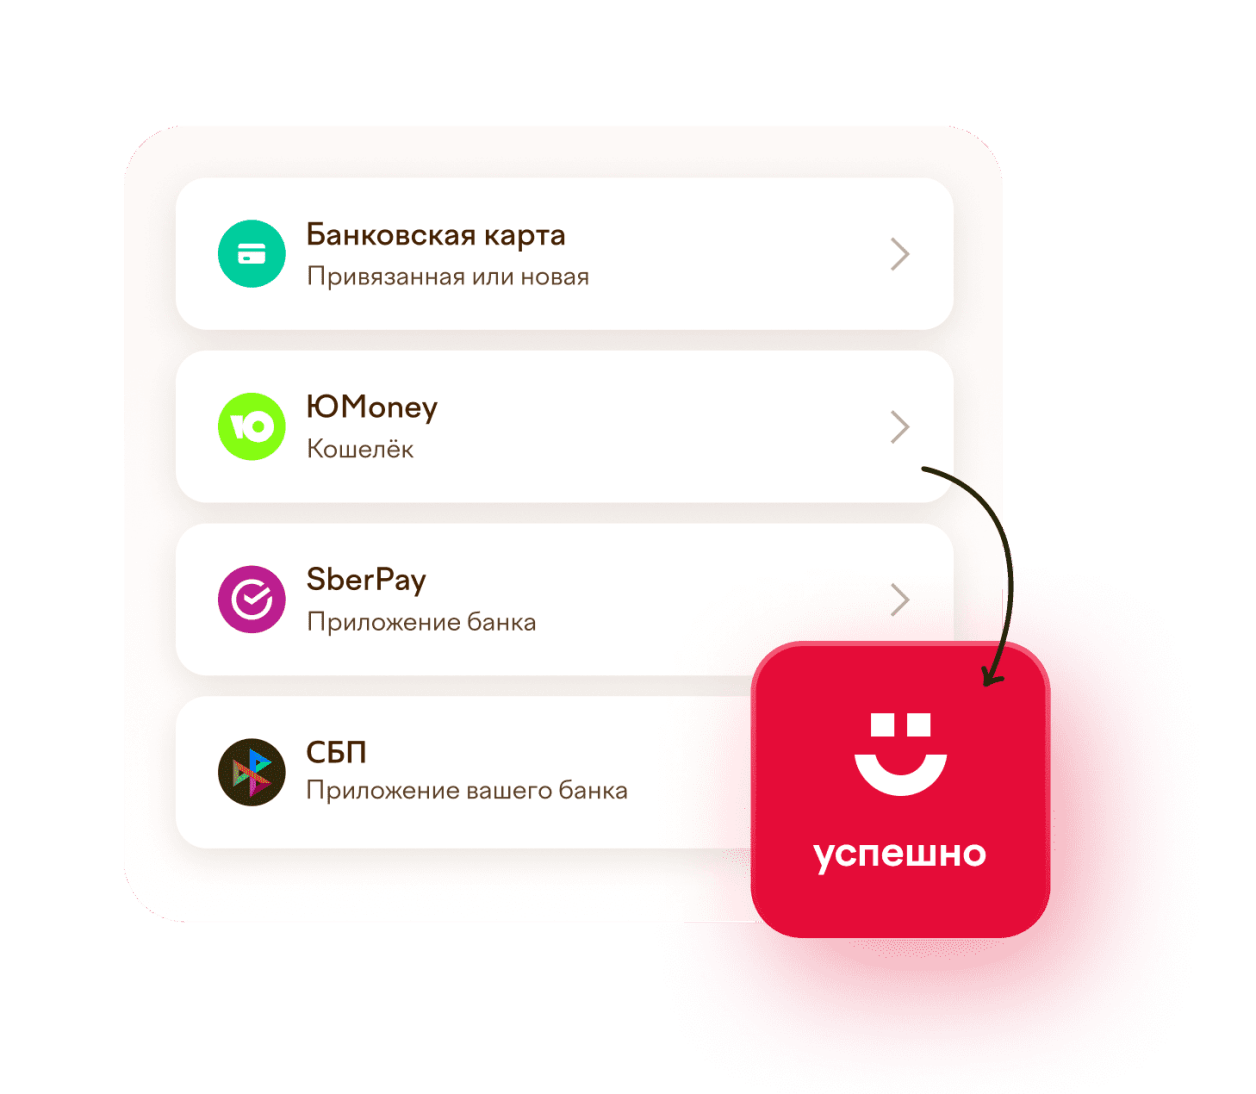 Банковская карта
Привязанная или новая
ЮMoney
Кошелёк
SberPay
Приложение банка
СБП
Приложение вашего банка
успешно